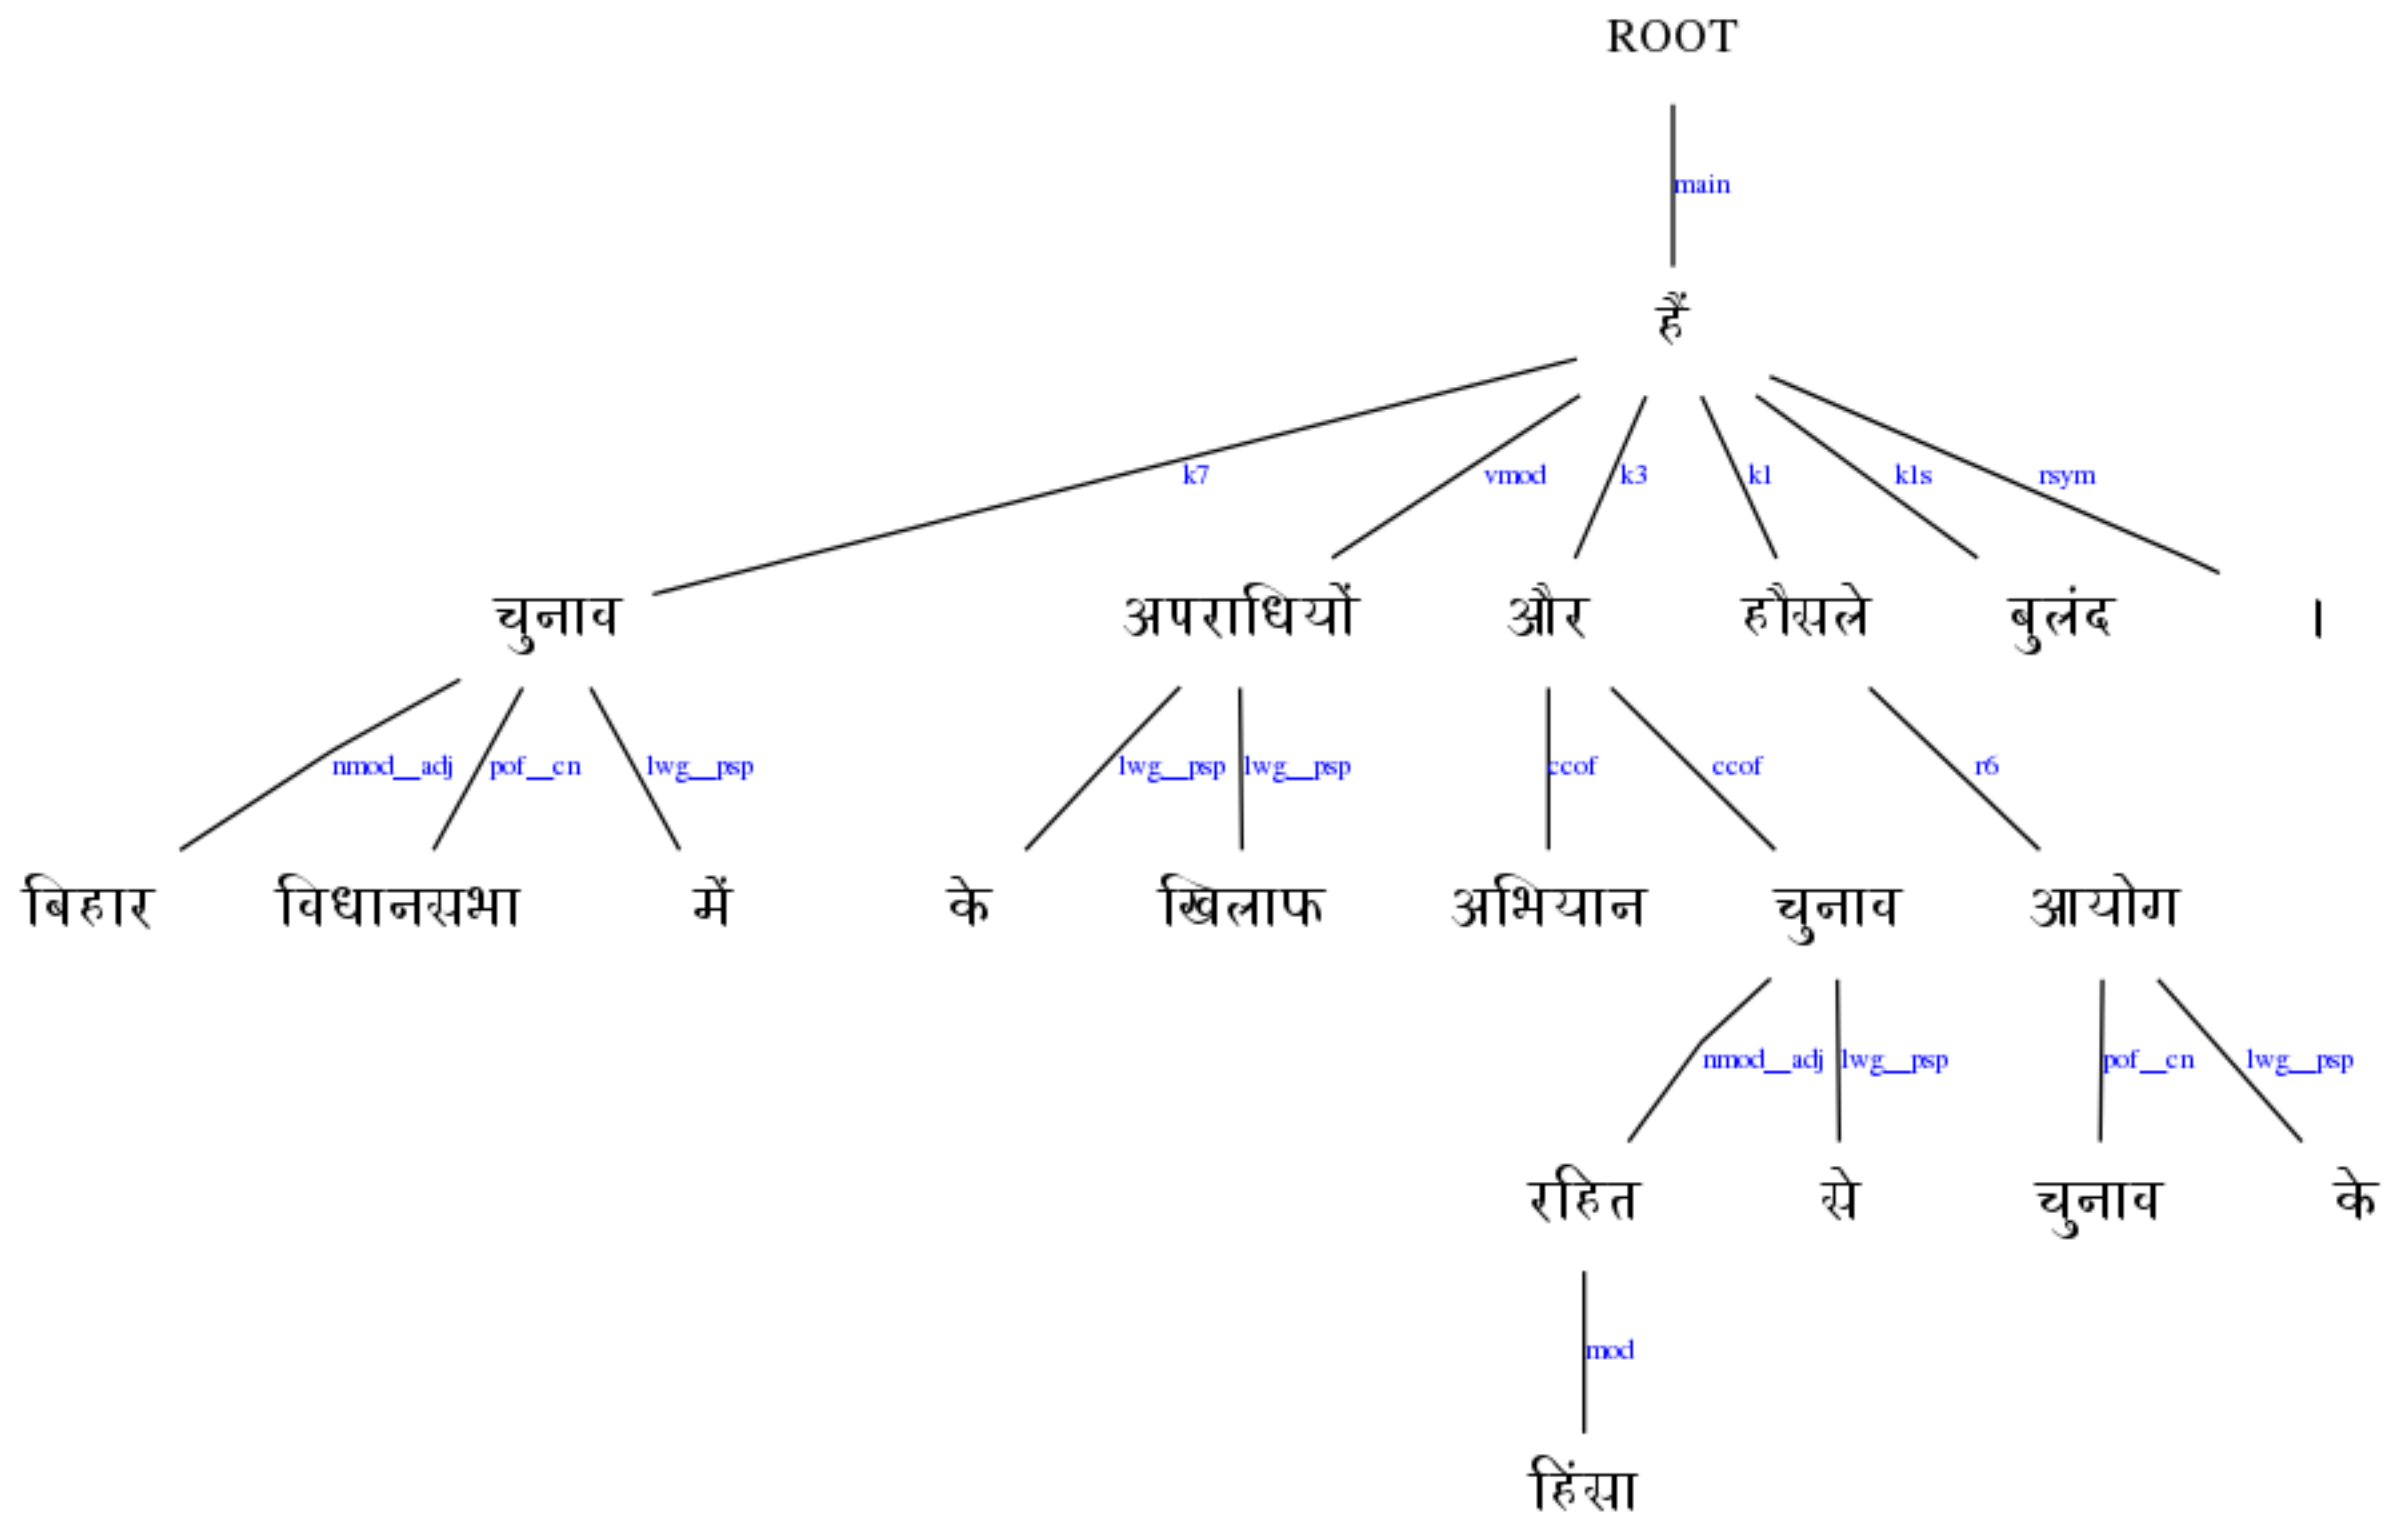 ROOT
main
हैं
k7 vmod k3 k1 k1s rsym
चुनाव अपराधियों और हौसले बुलंद ।
nmod__adj pof__cn lwg__psp lwg__psp lwg__psp ccof ccof r6
बिहार विधानसभा में के खिलाफ अभियान चुनाव आयोग
nmod__adj lwg__psp pof__cn lwg__psp
रहित से चुनाव के
mod
हिंसा